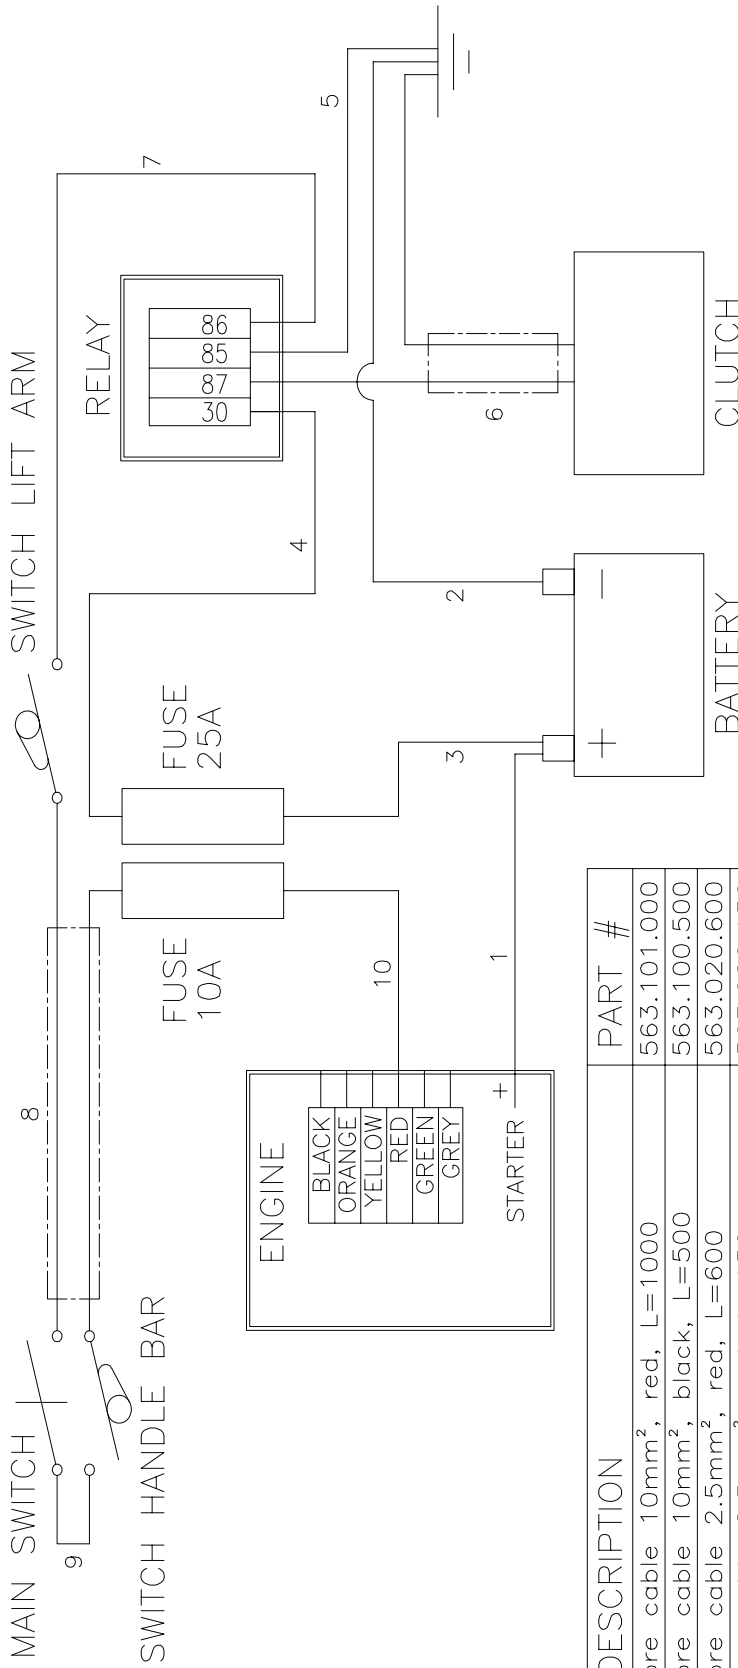 MAIN SWITCH
9
SWITCH HANDLE BAR
8
SWITCH LIFT ARM
7
RELAY
86
85
87
30
5
4
6
CLUTCH
FUSE
10A
FUSE
25A
10
3
2
1
BATTERY
+
−
ENGINE
BLACK
ORANGE
YELLOW
RED
GREEN
GREY
STARTER +
DESCRIPTION PART #
cable 10mm², red, L=1000 563.101.000
cable 10mm², black, L=500 563.100.500
cable 2.5mm², red, L=600 563.020.600